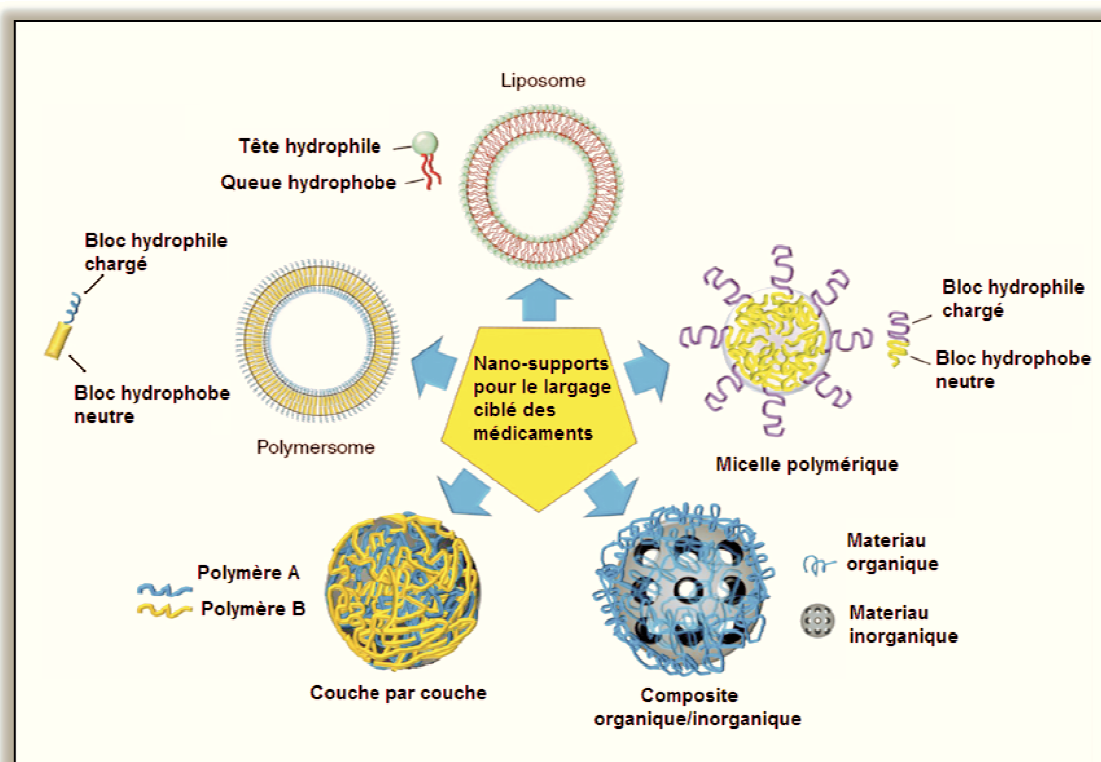 Liposome
Tête hydrophile
Queue hydrophobe
Bloc hydrophile
chargé
Bloc hydrophobe
neutre
Polymersome
Nano-supports
pour le largage
ciblé des
médicaments
Bloc hydrophile
chargé
Bloc hydrophobe
neutre
Micelle polymérique
Polymère A
Polymère B
Couche par couche
Materiau
organique
Materiau
inorganique
Composite
organique/inorganique